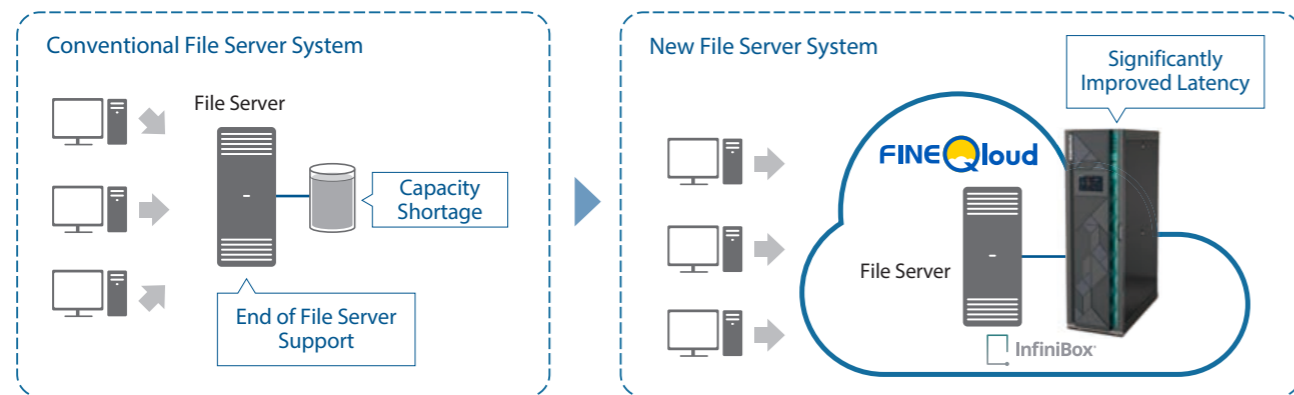 Conventional File Server System
File Server
Capacity
Shortage
End of File Server
Support
New File Server System
Significantly
Improved Latency
FINEQloud
File Server
InfiniBox